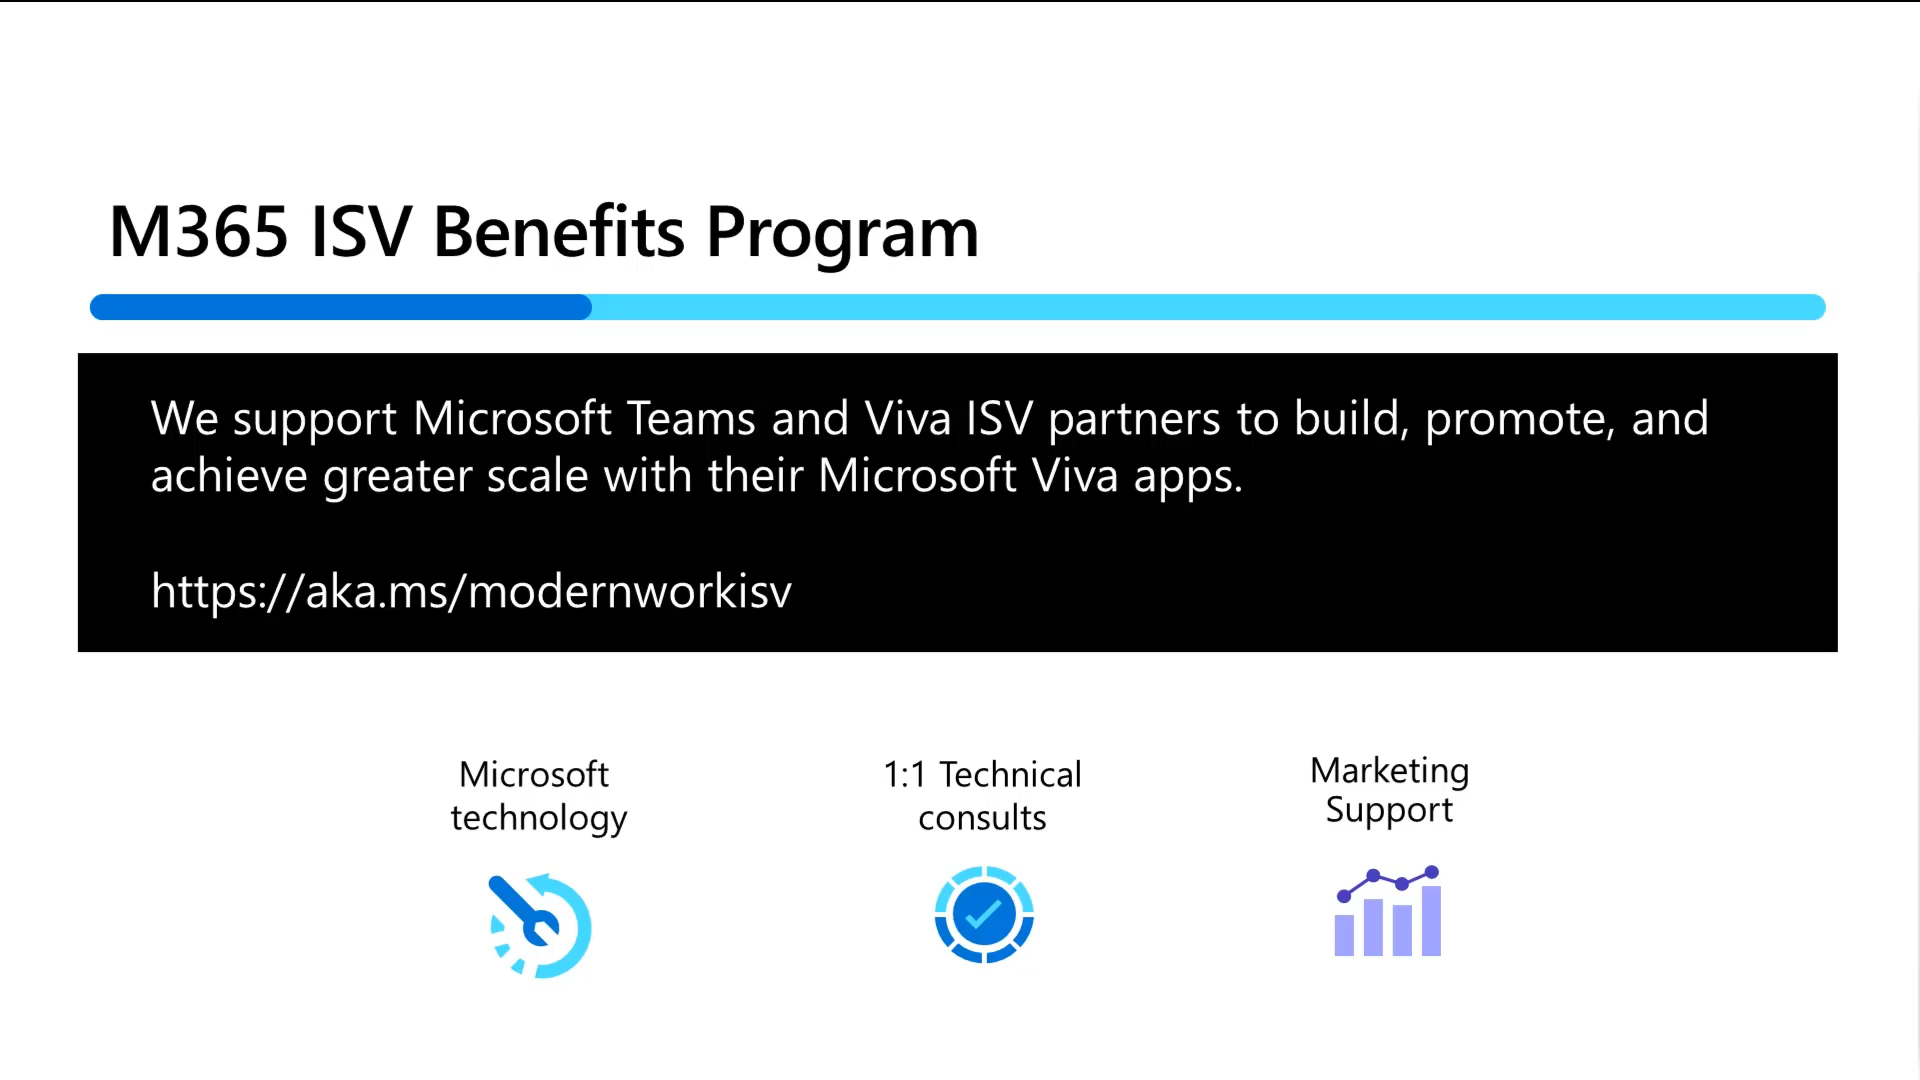 M365 ISV Benefits Program
We support Microsoft Teams and Viva ISV partners to build, promote, and
achieve greater scale with their Microsoft Viva apps.
https://aka.ms/modernworkisv
Microsoft
technology
1:1 Technical
consults
Marketing
Support